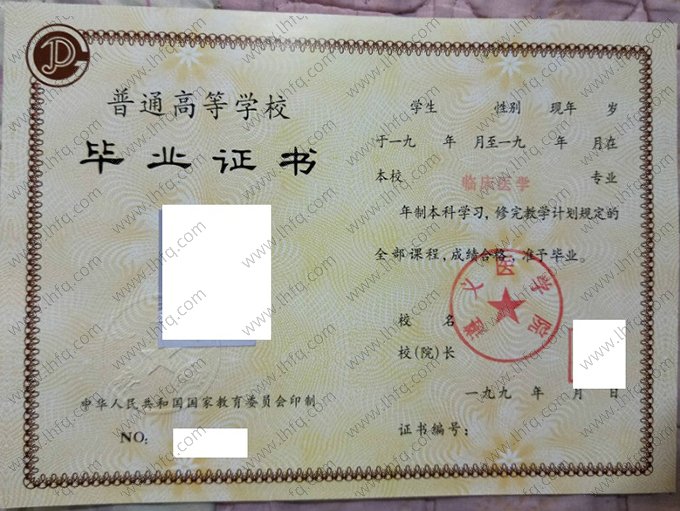 普通高等学校
毕业证书
中华人民共和国国家教育委员会印制
NO:
学生 性别 现年 岁
于一九 年 月至一九 年 月在
本校 临床医学 专业
年制本科学习，修完教学计划规定的
全部课程，成绩合格，准予毕业。
校 名
遵义医学院
校(院)长
一九九 年 月 日
证书编号：
www.lhfq.com